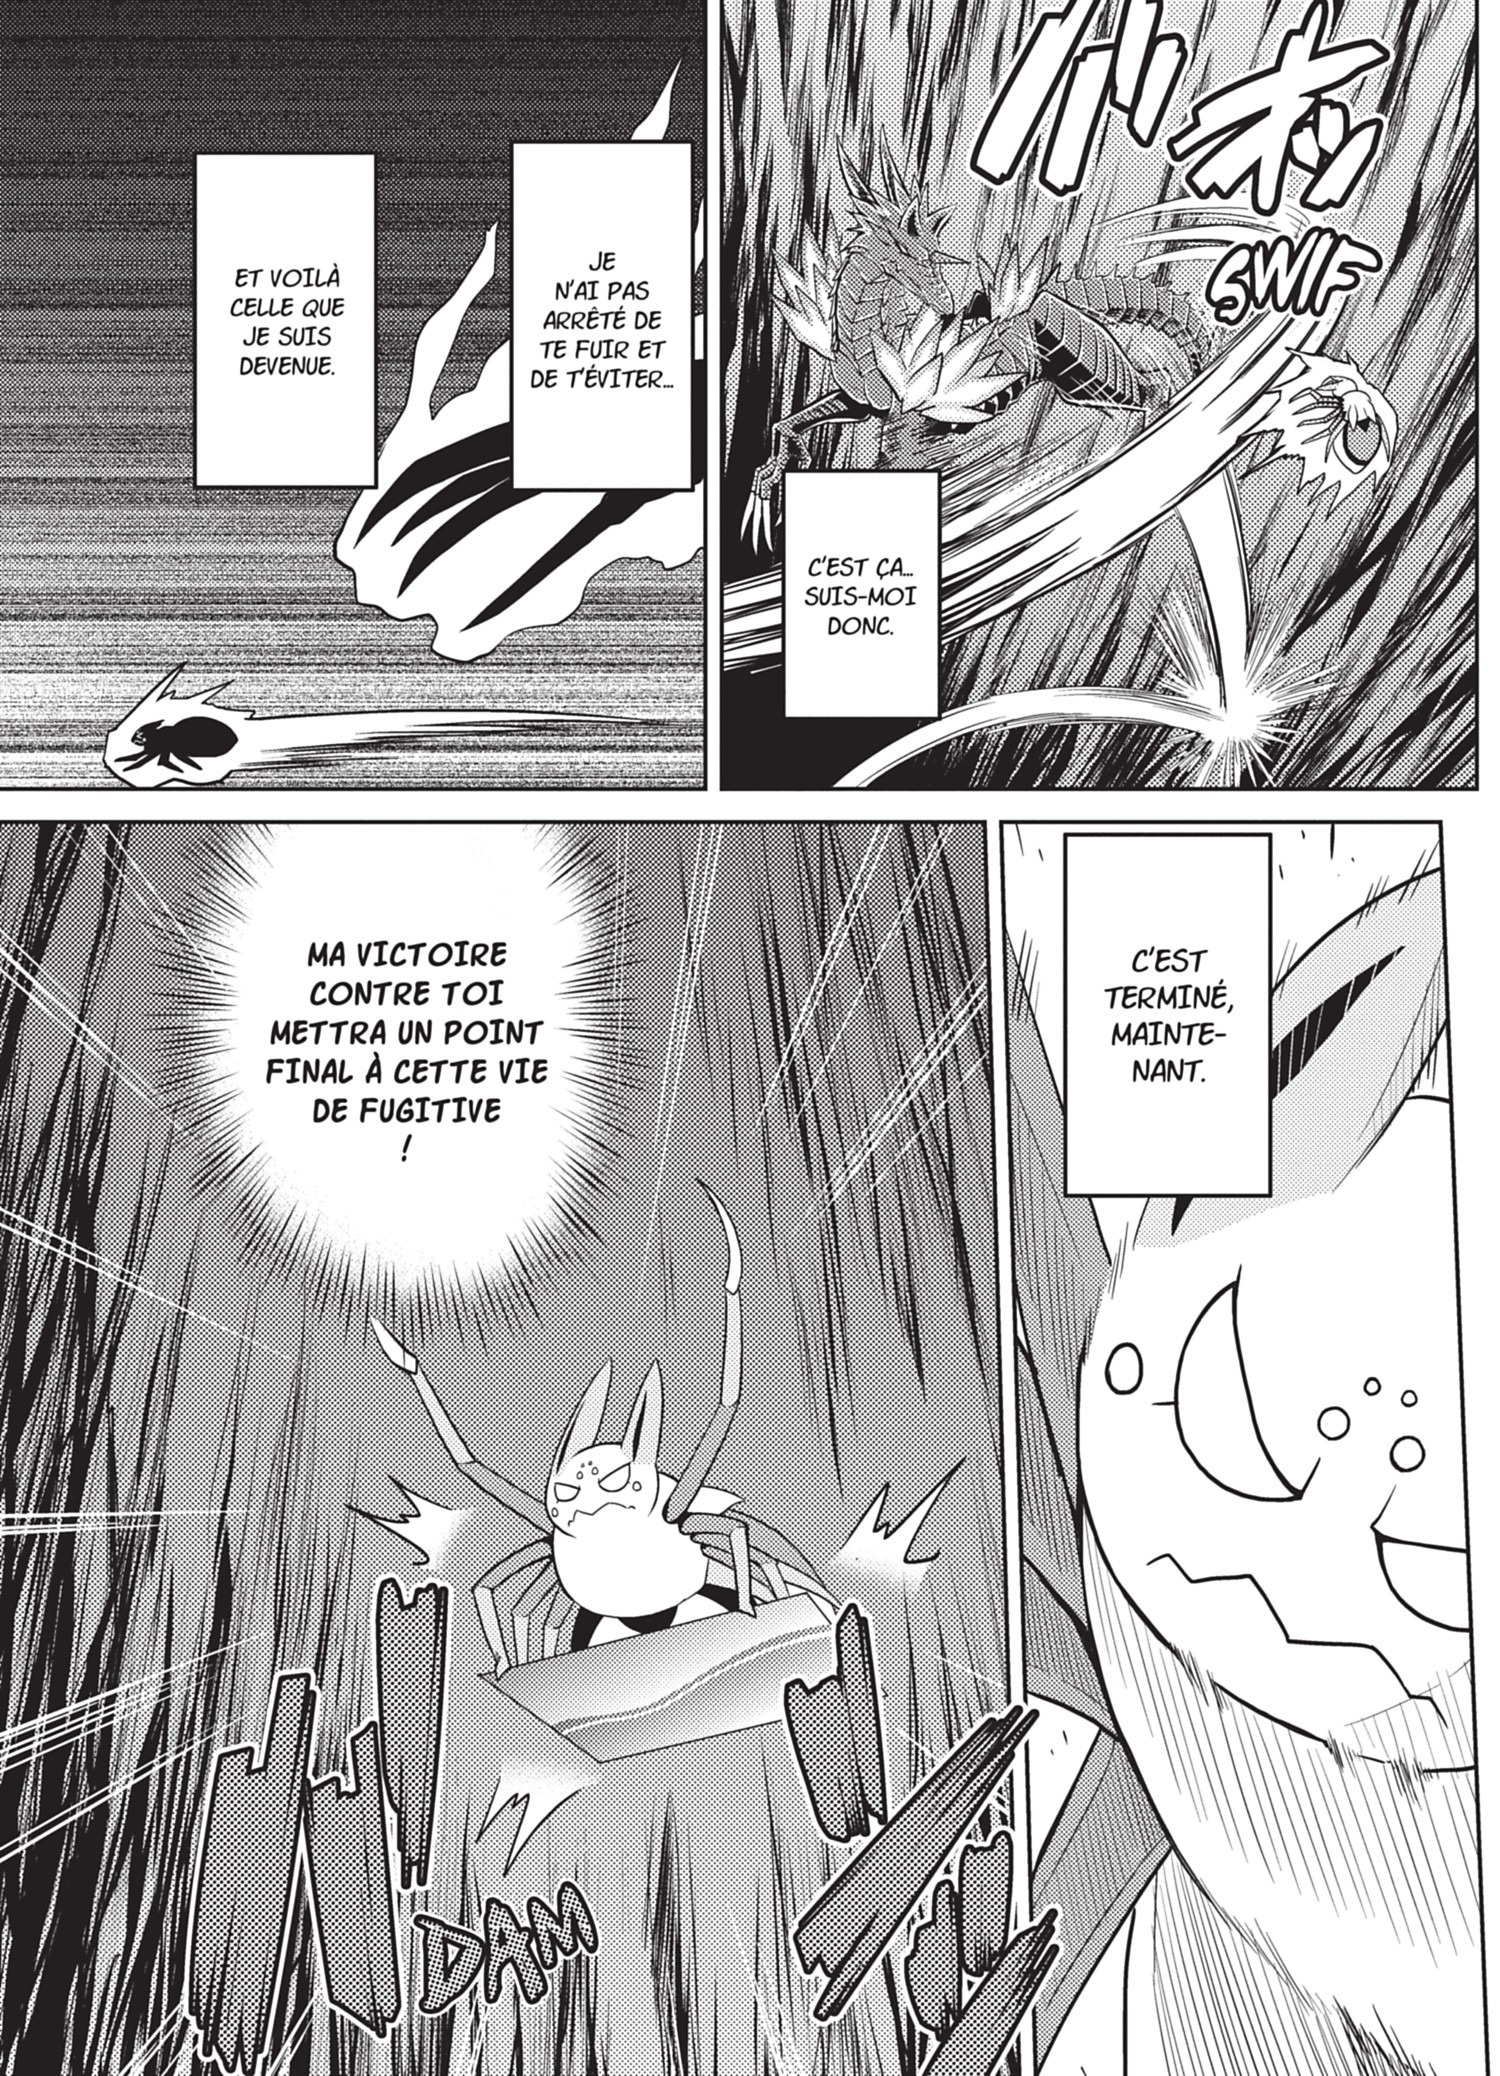 バオッ
SWIF
C'EST ÇA...
SUIS-MOI
DONC.
JE
N'AI PAS
ARRÊTÉ DE
TE FUIR ET
DE T'ÉVITER...
ET VOILÀ
CELLE QUE
JE SUIS
DEVENUE.
C'EST
TERMINÉ,
MAINTE-
NANT.
MA VICTOIRE
CONTRE TOI
METTRA UN POINT
FINAL À CETTE VIE
DE FUGITIVE
!
DAM